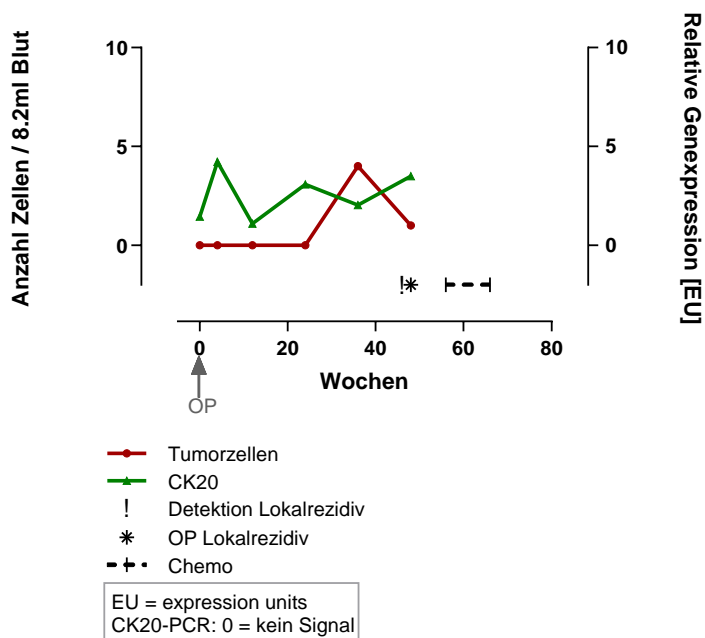 Anzahl Zellen / 8.2ml Blut
10
5
0
10
5
0
Relative Genexpression [EU]
!
*
0 20 40 60 80
Wochen
OP
Tumorzellen
CK20
! Detektion Lokalrezidiv
* OP Lokalrezidiv
Chemo
EU = expression units
CK20-PCR: 0 = kein Signal